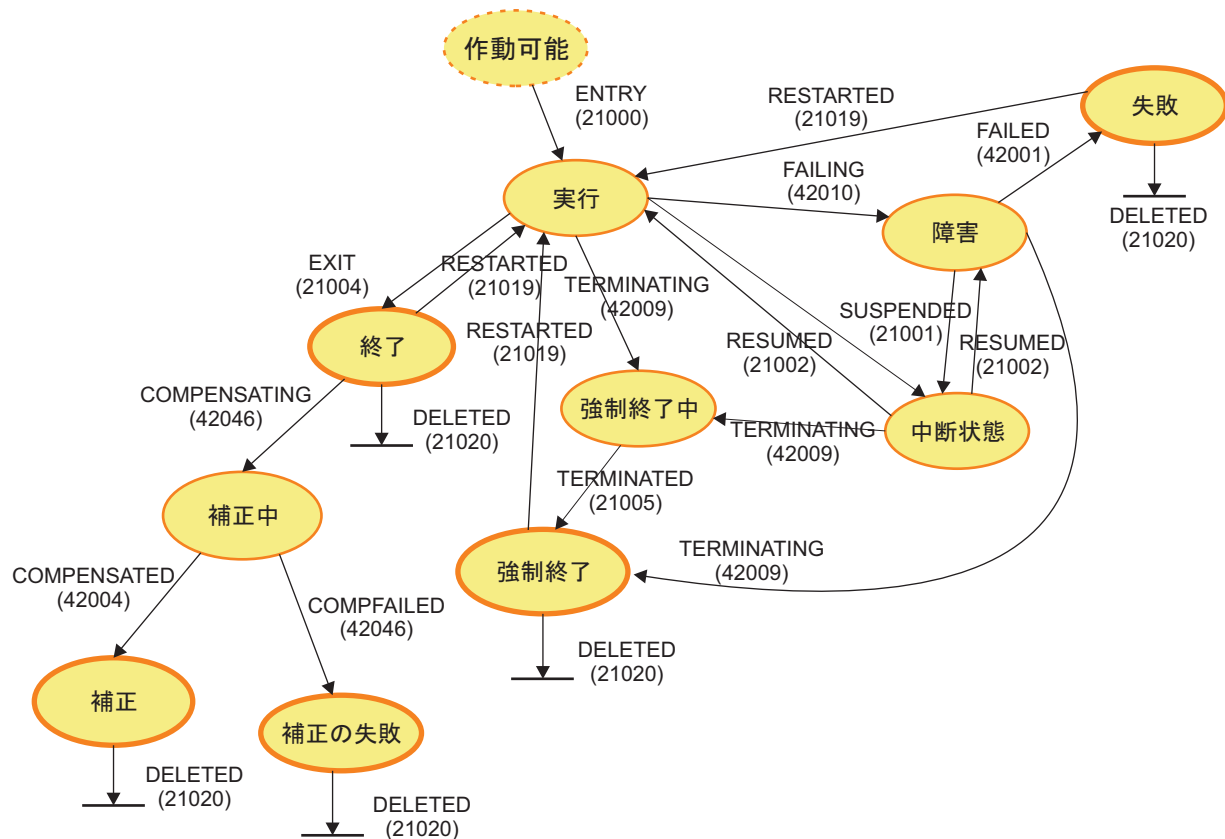 作動可能
ENTRY
(21000)
RESTARTED
(21019)
失敗
FAILED
(42001)
DELETED
(21020)
実行
FAILING
(42010)
障害
EXIT
(21004)
RESTARTED
(21019)
TERMINATING
(42009)
SUSPENDED
(21001)
RESUMED
(21002)
RESUMED
(21002)
RESTARTED
(21019)
終了
COMPENSATING
(42046)
DELETED
(21020)
強制終了中
TERMINATING
(42009)
中断状態
TERMINATED
(21005)
補正中
強制終了
TERMINATING
(42009)
COMPENSATED
(42004)
COMPFAILED
(42046)
DELETED
(21020)
補正
補正の失敗
DELETED
(21020)
DELETED
(21020)